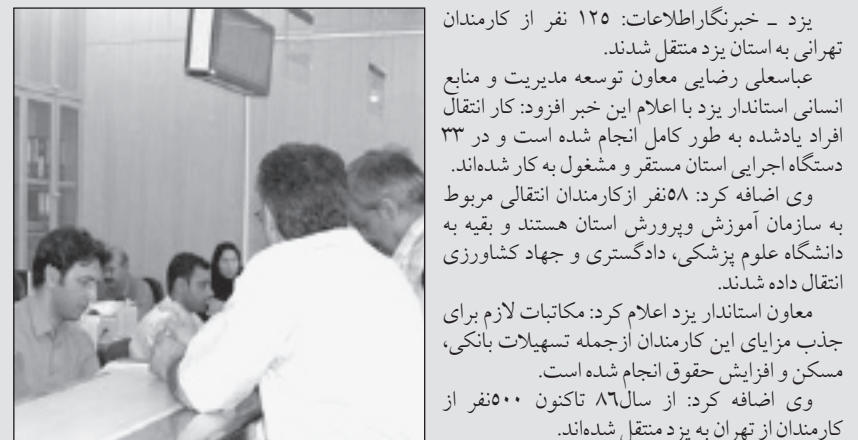 یزد ـ خبرنگاراطلاعات: ۱۲۵ نفر از کارمندان
تهرانی به استان یزد منتقل شدند.
عباسعلی رضایی معاون توسعه مدیریت و منابع
انسانی استاندار یزد با اعلام این خبر افزود: کار انتقال
افراد یادشده به طور کامل انجام شده است و در ۳۳
دستگاه اجرایی استان مستقر و مشغول به کار شده‌اند.
وی اضافه کرد: ۵۸نفر ازکارمندان انتقالی مربوط
به سازمان آموزش وپرورش استان هستند و بقیه به
دانشگاه علوم پزشکی، دادگستری و جهاد کشاورزی
انتقال داده شدند.
معاون استاندار یزد اعلام کرد: مکاتبات لازم برای
جذب مزایای این کارمندان ازجمله تسهیلات بانکی،
مسکن و افزایش حقوق انجام شده است.
وی اضافه کرد: از سال۸۶ تاکنون ۵۰۰نفر از
کارمندان از تهران به یزد منتقل شده‌اند.